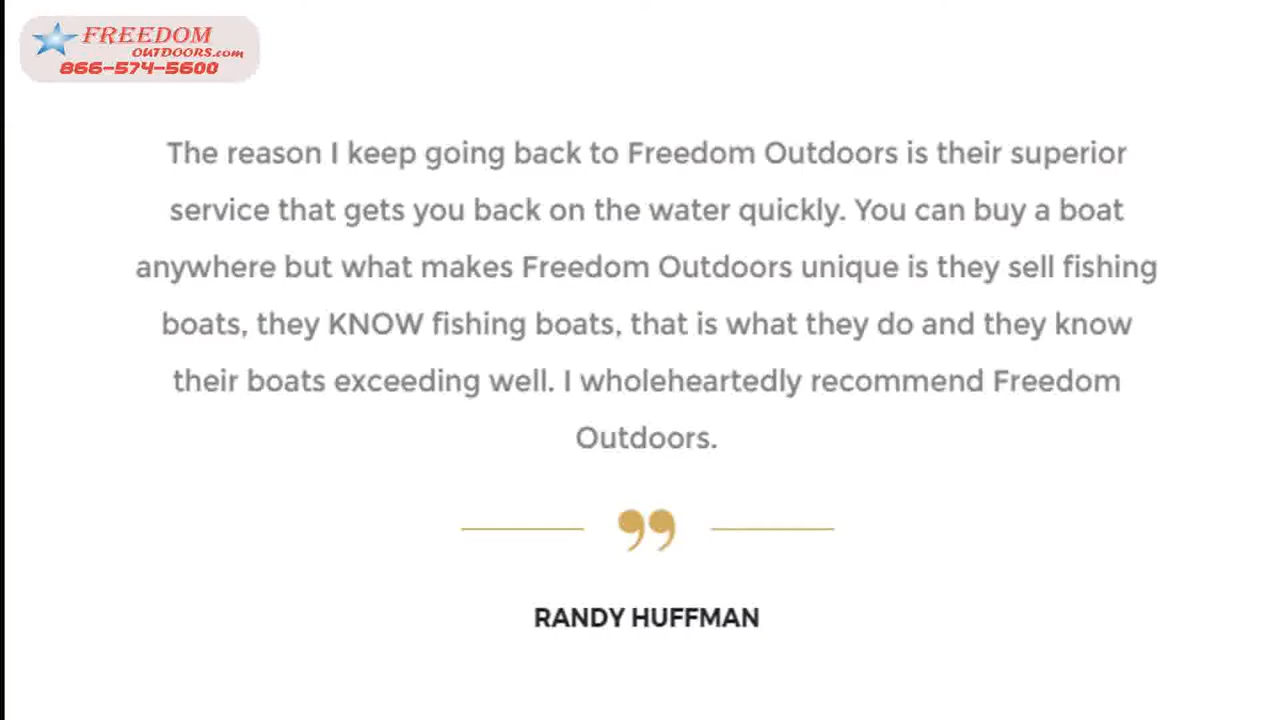 FREEDOM
OUTDOORS.com
866-574-5600
The reason I keep going back to Freedom Outdoors is their superior
service that gets you back on the water quickly. You can buy a boat
anywhere but what makes Freedom Outdoors unique is they sell fishing
boats, they KNOW fishing boats, that is what they do and they know
their boats exceeding well. I wholeheartedly recommend Freedom
Outdoors.
”
RANDY HUFFMAN